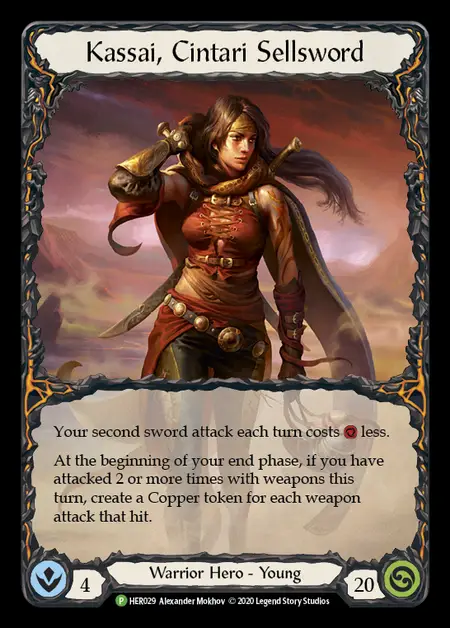 Kassai, Cintari Sellsword
Your second sword attack each turn costs less.
At the beginning of your end phase, if you have
attacked 2 or more times with weapons this
turn, create a Copper token for each weapon
attack that hit.
4
Warrior Hero - Young
20
P HER029 Alexander Mokhov © 2020 Legend Story Studios